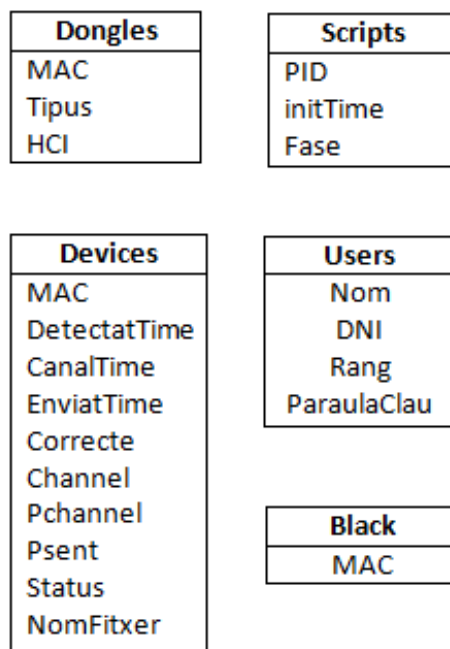 Dongles
MAC
Tipus
HCI
Scripts
PID
initTime
Fase
Devices
MAC
DetectatTime
CanalTime
EnviatTime
Correcte
Channel
Pchannel
Psent
Status
NomFitxer
Users
Nom
DNI
Rang
ParaulaClau
Black
MAC